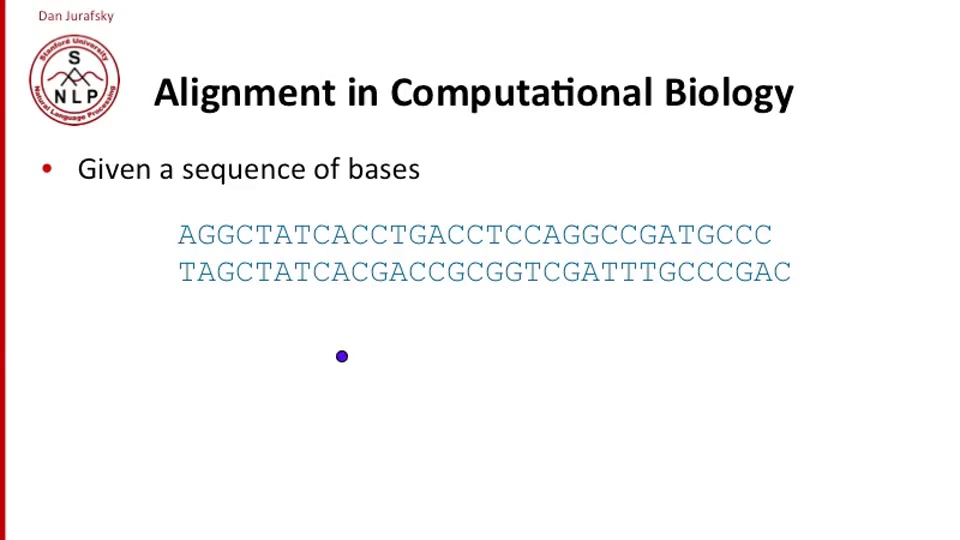 Dan Jurafsky
Stanford University
S
NLP
Natural Language Processing
Alignment in Computational Biology
• Given a sequence of bases
AGGCTATCACCTGACCTCCAGGCCGATGCCC
TAGCTATCACGACCGCGGTCGATTTGCCCGAC